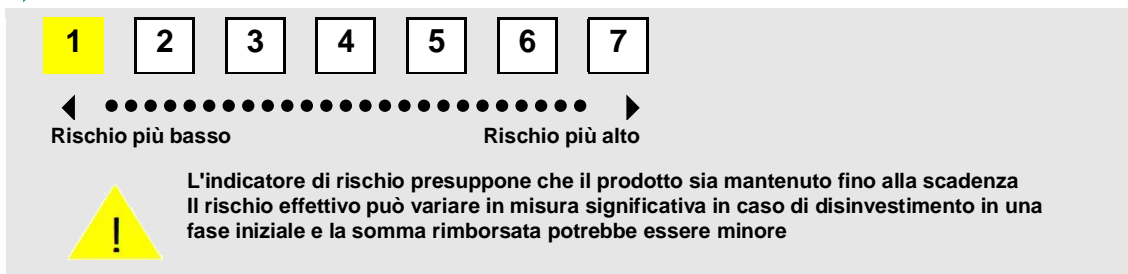 1 2 3 4 5 6 7
Rischio più basso Rischio più alto
L'indicatore di rischio presuppone che il prodotto sia mantenuto fino alla scadenza
Il rischio effettivo può variare in misura significativa in caso di disinvestimento in una
! fase iniziale e la somma rimborsata potrebbe essere minore